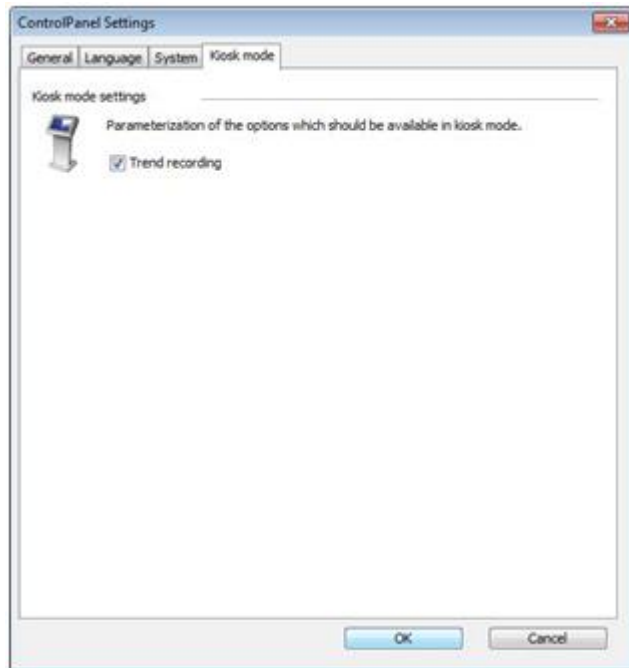 ControlPanel Settings
General Language System Kiosk mode
Kiosk mode settings
Parameterization of the options which should be available in kiosk mode.
Trend recording
OK Cancel